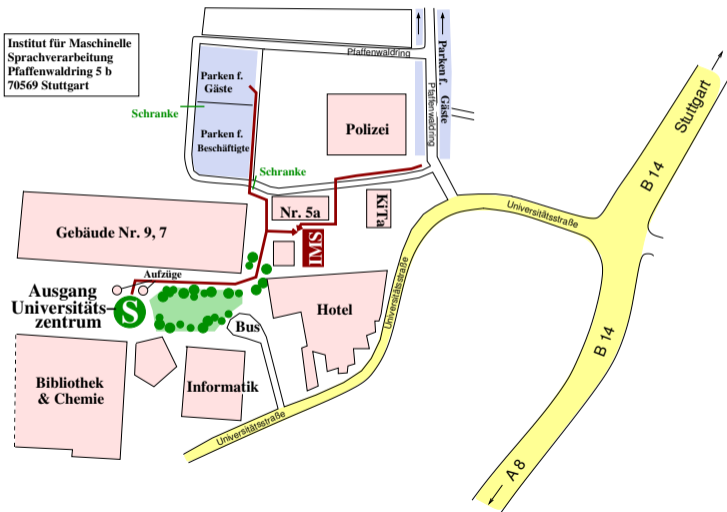 Institut für Maschinelle
Sprachverarbeitung
Pfaffenwaldring 5 b
70569 Stuttgart
Pfaffenwaldring
Parken f.
Gäste
Schranke
Parken f.
Beschäftigte
Polizei
Pfaffenwaldring
Parken f. Gäste
Schranke
Stuttgart
B 14
Nr. 5a
KiTa
IMS
Universitätsstraße
Gebäude Nr. 9, 7
Aufzüge
Ausgang
Universitäts-
zentrum
S
Hotel
Universitätsstraße
Bus
B 14
Bibliothek
& Chemie
Informatik
Universitätsstraße
A 8